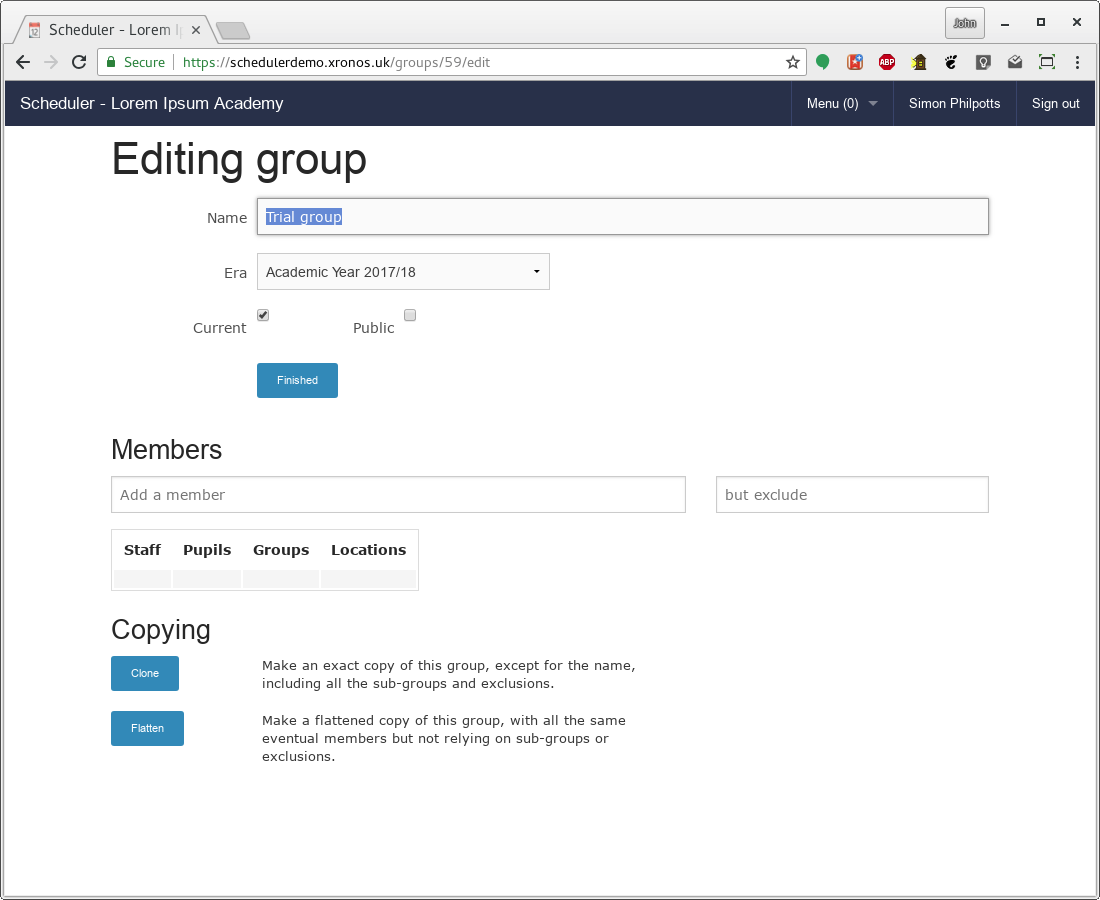 Scheduler - Lorem I
John
Secure
https://schedulerdemo.xronos.uk/groups/59/edit
ABP
Scheduler - Lorem Ipsum Academy
Menu (0)
Simon Philpotts
Sign out
Editing group
Name
Trial group
Era
Academic Year 2017/18
Current
Public
Finished
Members
Add a member
but exclude
Staff Pupils Groups Locations
Copying
Clone
Make an exact copy of this group, except for the name,
including all the sub-groups and exclusions.
Flatten
Make a flattened copy of this group, with all the same
eventual members but not relying on sub-groups or
exclusions.